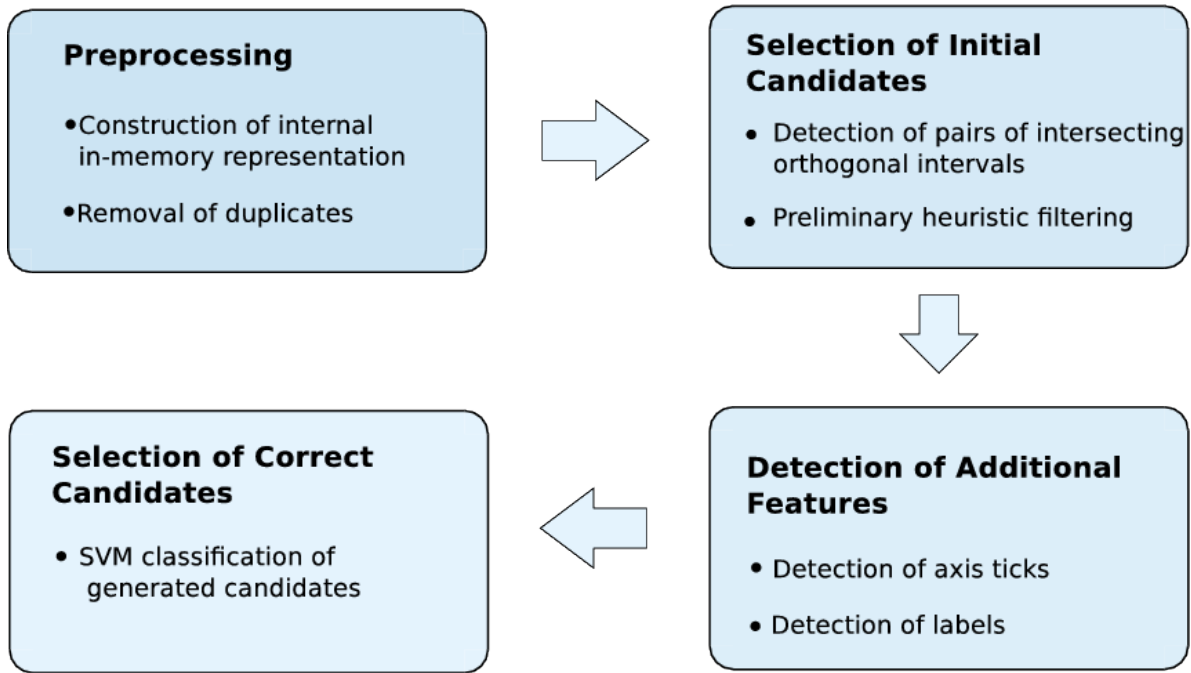 Preprocessing
•Construction of internal
in-memory representation
•Removal of duplicates
Selection of Initial
Candidates
• Detection of pairs of intersecting
orthogonal intervals
• Preliminary heuristic filtering
Detection of Additional
Features
• Detection of axis ticks
• Detection of labels
Selection of Correct
Candidates
• SVM classification of
generated candidates